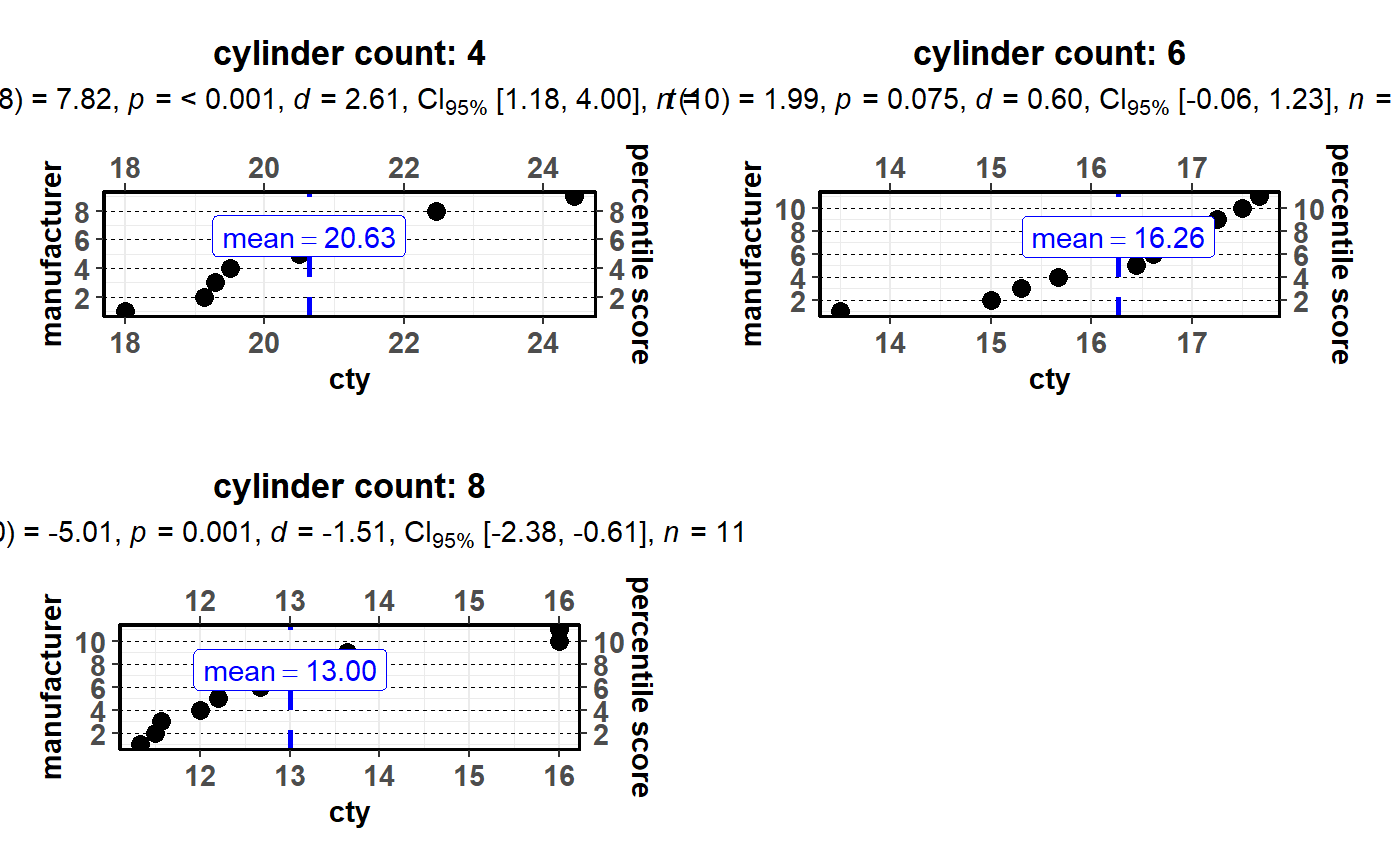 cylinder count: 4
8) = 7.82, p = < 0.001, d = 2.61, CI95% [1.18, 4.00], n =
18 20 22 24
manufacturer
8
6
4
2
mean = 20.63
8
6
4
2
percentile score
18 20 22 24
cty
cylinder count: 6
t(10) = 1.99, p = 0.075, d = 0.60, CI95% [-0.06, 1.23], n =
14 15 16 17
manufacturer
10
8
6
4
2
mean = 16.26
10
8
6
4
2
percentile score
14 15 16 17
cty
cylinder count: 8
0) = -5.01, p = 0.001, d = -1.51, CI95% [-2.38, -0.61], n = 11
12 13 14 15 16
manufacturer
10
8
6
4
2
mean = 13.00
10
8
6
4
2
percentile score
12 13 14 15 16
cty